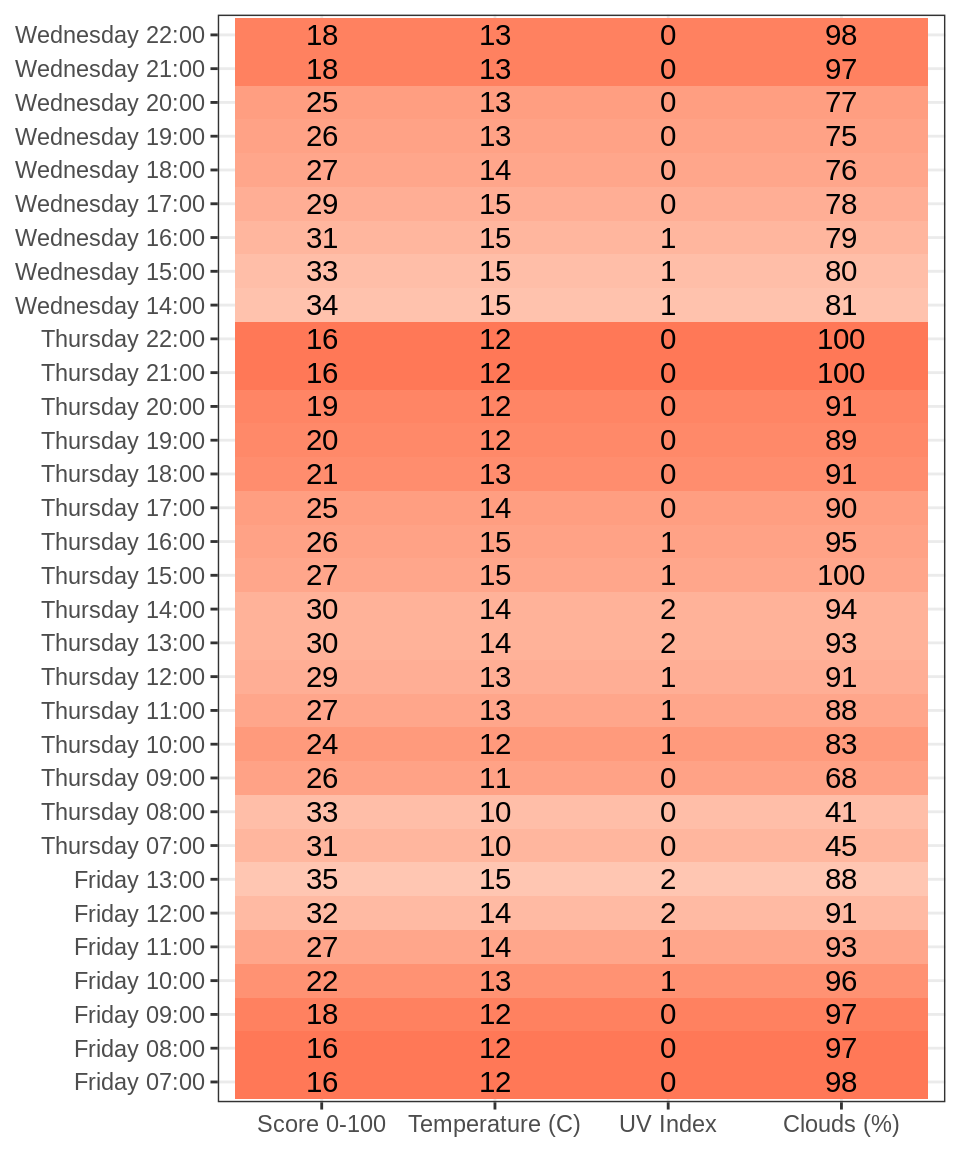 Wednesday 22:00 18 13 0 98
Wednesday 21:00 18 13 0 97
Wednesday 20:00 25 13 0 77
Wednesday 19:00 26 13 0 75
Wednesday 18:00 27 14 0 76
Wednesday 17:00 29 15 0 78
Wednesday 16:00 31 15 1 79
Wednesday 15:00 33 15 1 80
Wednesday 14:00 34 15 1 81
Thursday 22:00 16 12 0 100
Thursday 21:00 16 12 0 100
Thursday 20:00 19 12 0 91
Thursday 19:00 20 12 0 89
Thursday 18:00 21 13 0 91
Thursday 17:00 25 14 0 90
Thursday 16:00 26 15 1 95
Thursday 15:00 27 15 1 100
Thursday 14:00 30 14 2 94
Thursday 13:00 30 14 2 93
Thursday 12:00 29 13 1 91
Thursday 11:00 27 13 1 88
Thursday 10:00 24 12 1 83
Thursday 09:00 26 11 0 68
Thursday 08:00 33 10 0 41
Thursday 07:00 31 10 0 45
Friday 13:00 35 15 2 88
Friday 12:00 32 14 2 91
Friday 11:00 27 14 1 93
Friday 10:00 22 13 1 96
Friday 09:00 18 12 0 97
Friday 08:00 16 12 0 97
Friday 07:00 16 12 0 98
Score 0-100 Temperature (C) UV Index Clouds (%)